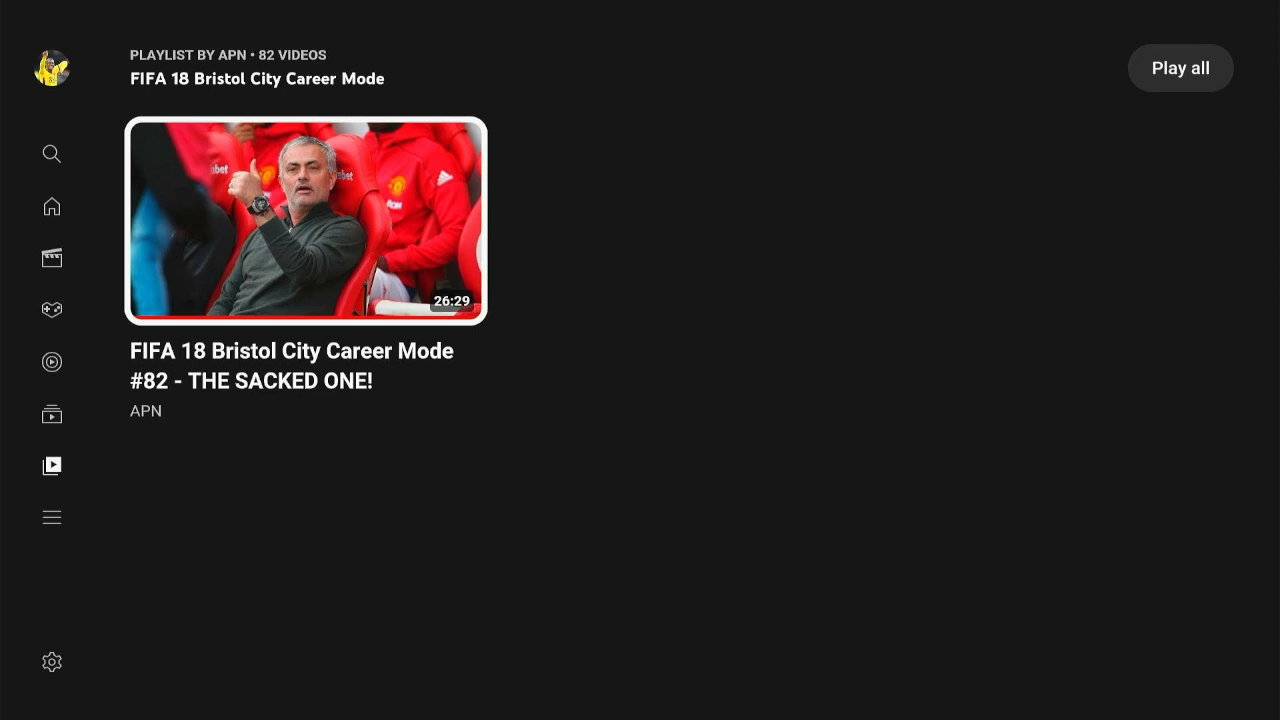 PLAYLIST BY APN • 82 VIDEOS
FIFA 18 Bristol City Career Mode
Play all
26:29
FIFA 18 Bristol City Career Mode
#82 - THE SACKED ONE!
APN